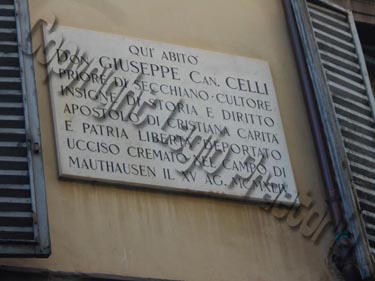 QUI' ABITÒ
DON GIUSEPPE CAN. CELLI
PRIORE DI SECCHIANO - CULTORE
INSIGNE DI STORIA E DIRITTO
APOSTOLO DI CRISTIANA CARITÀ
E PATRIA LIBERTÀ DEPORTATO
UCCISO CREMATO NEL CAMPO DI
MAUTHAUSEN IL XV AG. MCMXLIV
Copyright